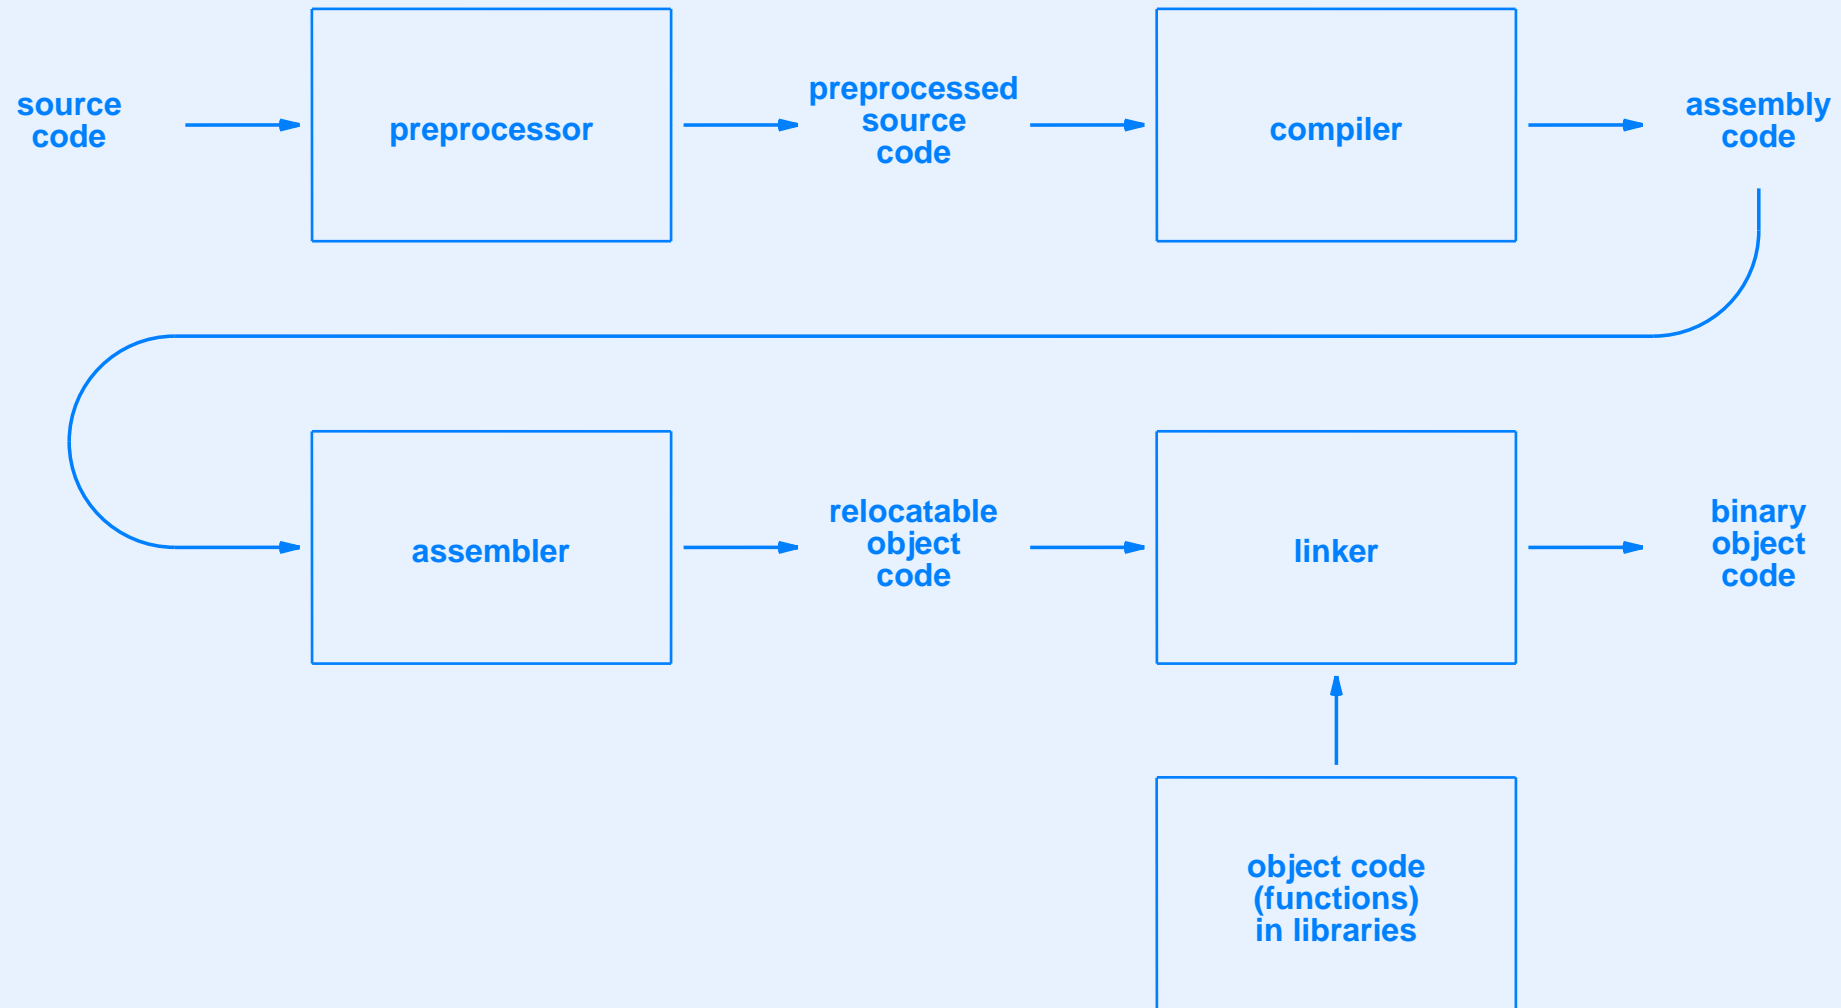 source
code
preprocessor
preprocessed
source
code
compiler
assembly
code
assembler
relocatable
object
code
linker
binary
object
code
object code
(functions)
in libraries